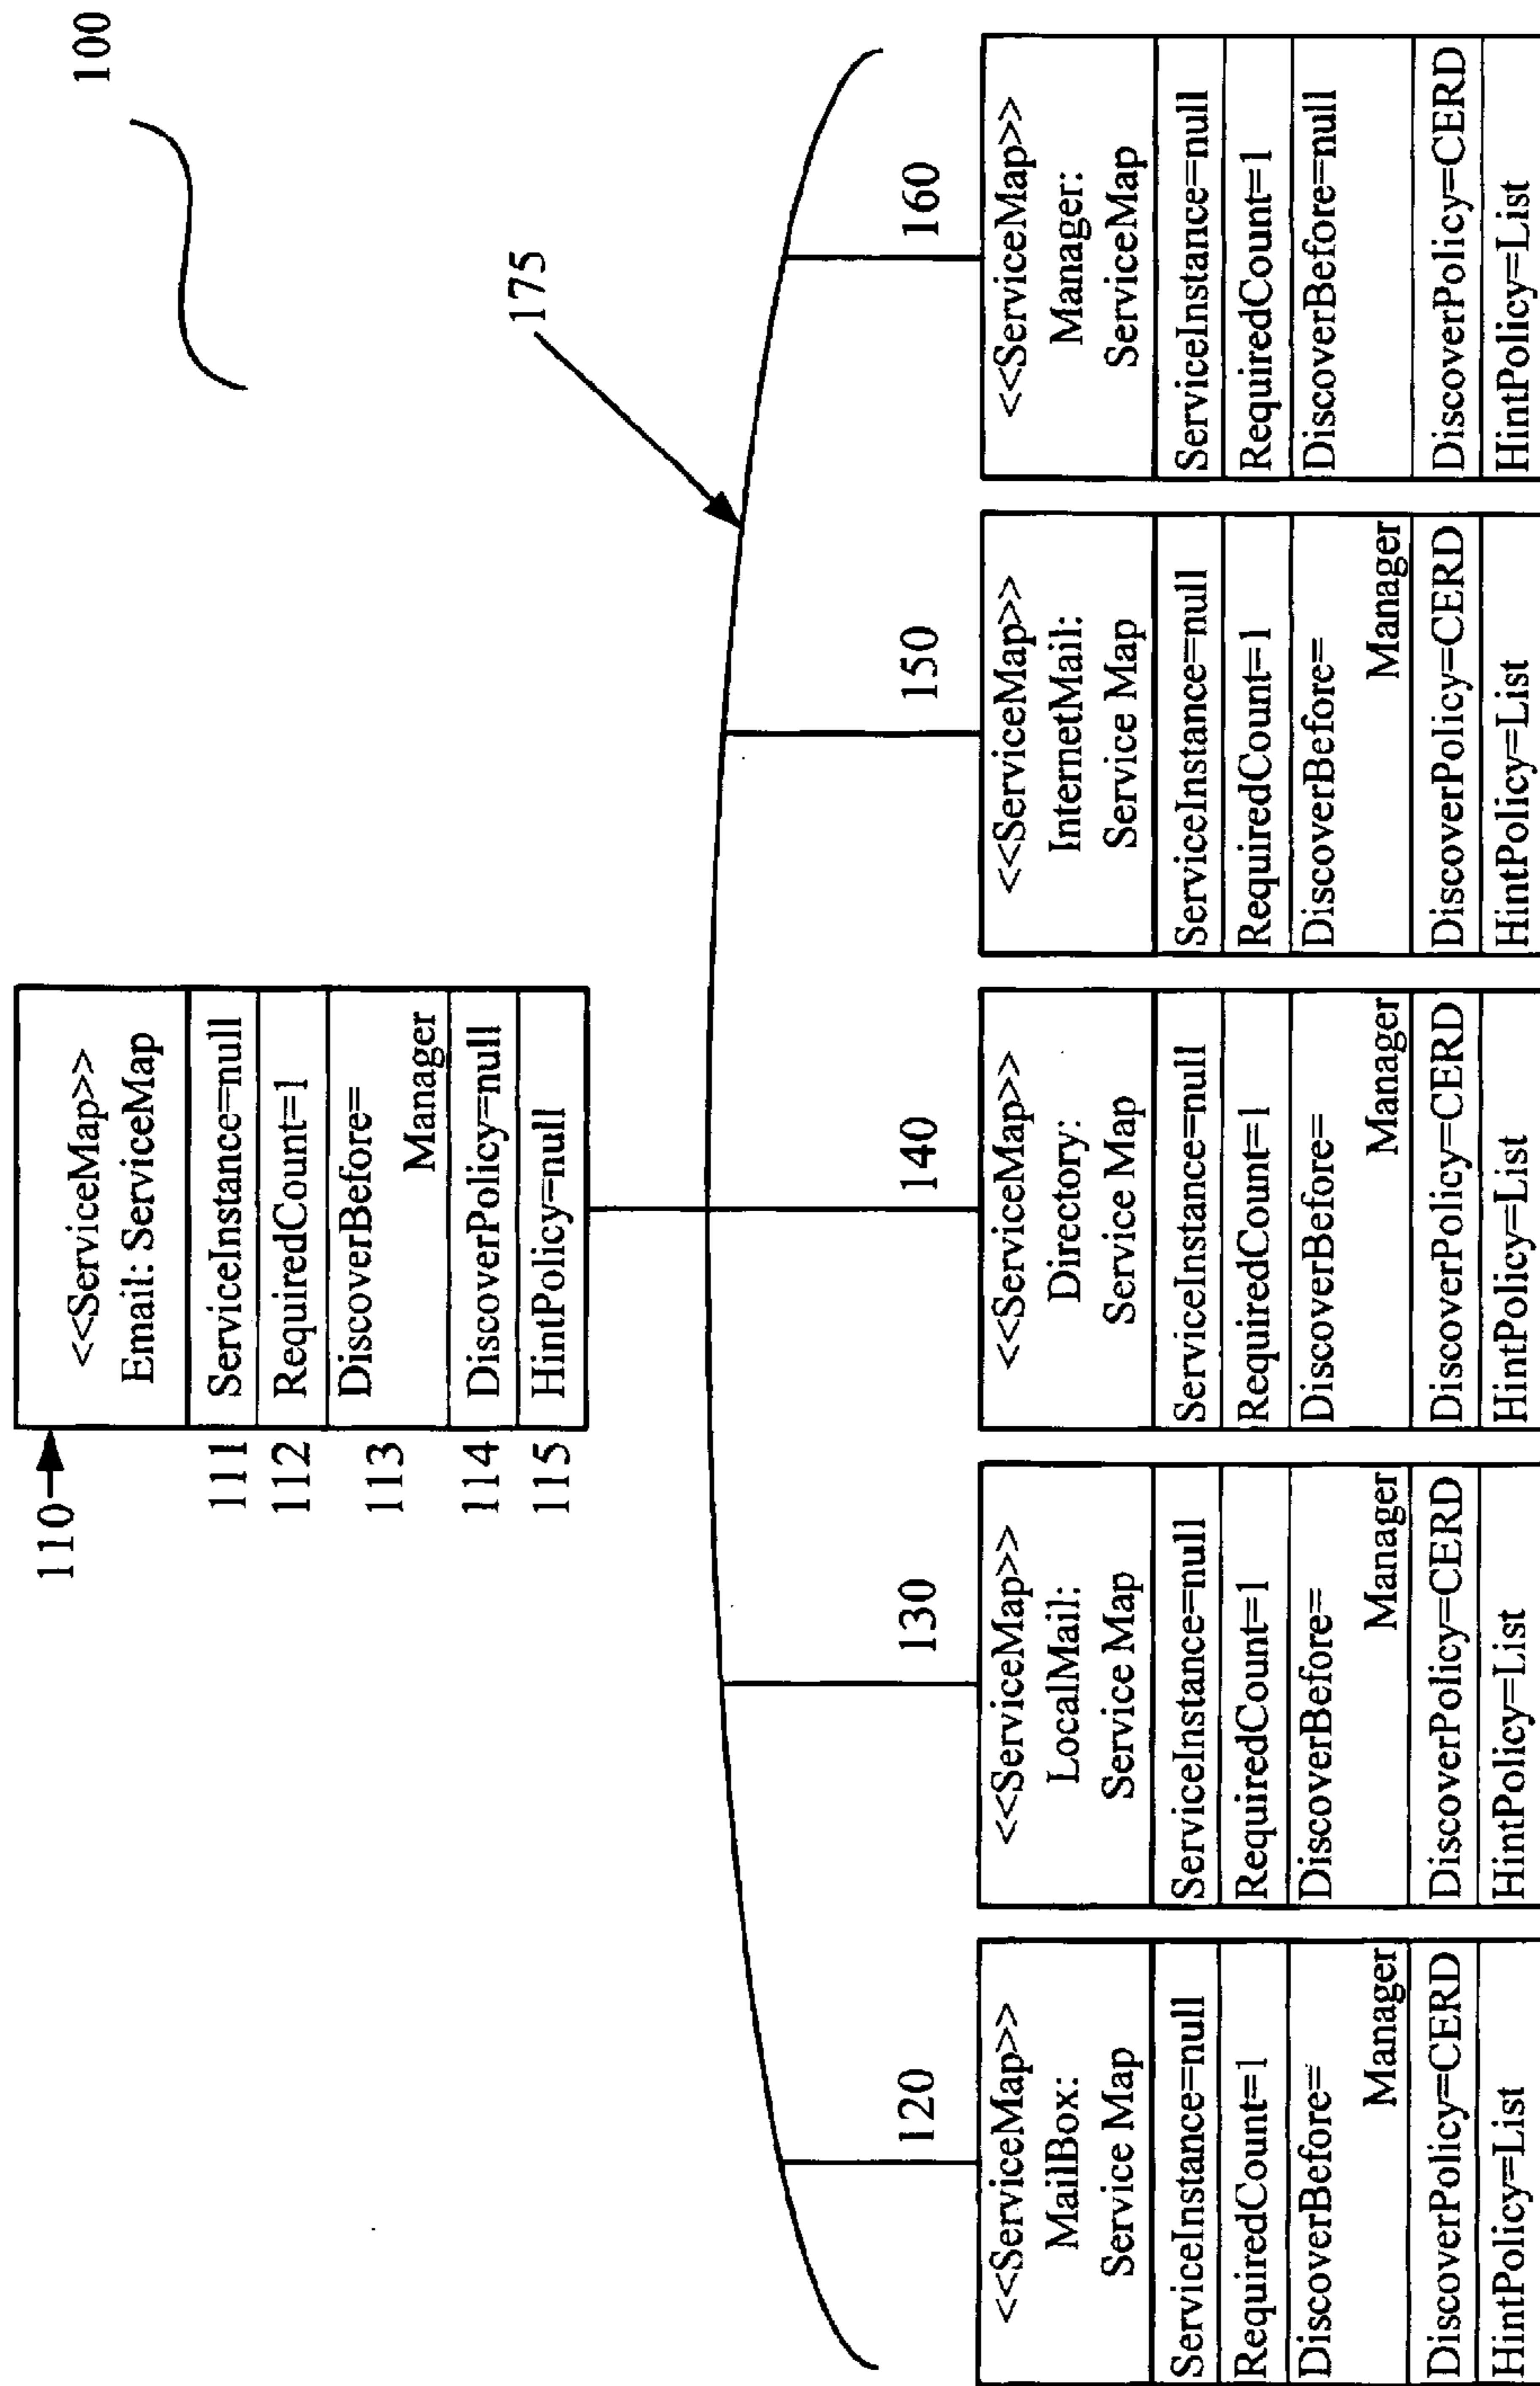 100
110
<<ServiceMap>>
Email: ServiceMap
111
ServiceInstance=null
112
RequiredCount=1
113
DiscoverBefore=
Manager
114
DiscoverPolicy=null
115
HintPolicy=null
175
120
<<ServiceMap>>
MailBox:
Service Map
ServiceInstance=null
RequiredCount=1
DiscoverBefore=
Manager
DiscoverPolicy=CERD
HintPolicy=List
130
<<ServiceMap>>
LocalMail:
Service Map
ServiceInstance=null
RequiredCount=1
DiscoverBefore=
Manager
DiscoverPolicy=CERD
HintPolicy=List
140
<<ServiceMap>>
Directory:
Service Map
ServiceInstance=null
RequiredCount=1
DiscoverBefore=
Manager
DiscoverPolicy=CERD
HintPolicy=List
150
<<ServiceMap>>
InternetMail:
Service Map
ServiceInstance=null
RequiredCount=1
DiscoverBefore=
Manager
DiscoverPolicy=CERD
HintPolicy=List
160
<<ServiceMap>>
Manager:
ServiceMap
ServiceInstance=null
RequiredCount=1
DiscoverBefore=null
DiscoverPolicy=CERD
HintPolicy=List